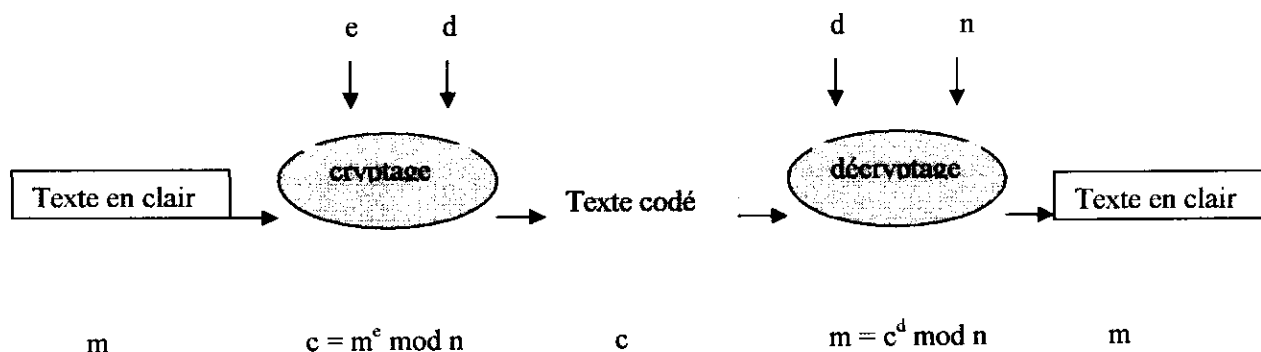 e d d n
cryptage décryptage
Texte en clair Texte codé Texte en clair
m c = m^e mod n c m = c^d mod n m